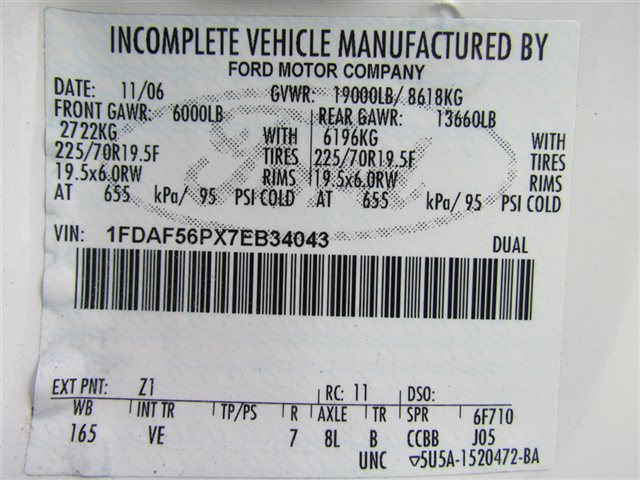 INCOMPLETE VEHICLE MANUFACTURED BY
FORD MOTOR COMPANY
DATE: 11/06 GVWR: 19000LB/ 8618KG
FRONT GAWR: 6000LB REAR GAWR: 13660LB
2722KG WITH 6196KG WITH
225/70R19.5F TIRES 225/70R19.5F TIRES
19.5x6.0RW RIMS 19.5x6.0RW RIMS
AT 655 kPa/ 95 PSI COLD AT 655 kPa/ 95 PSI COLD
VIN: 1FDAF56PX7EB34043 DUAL
EXT PNT: Z1 RC: 11 DSO:
WB INT TR TP/PS R AXLE TR SPR 6F710
165 VE 7 8L B CCBB J05
UNC ▽5U5A-1520472-BA